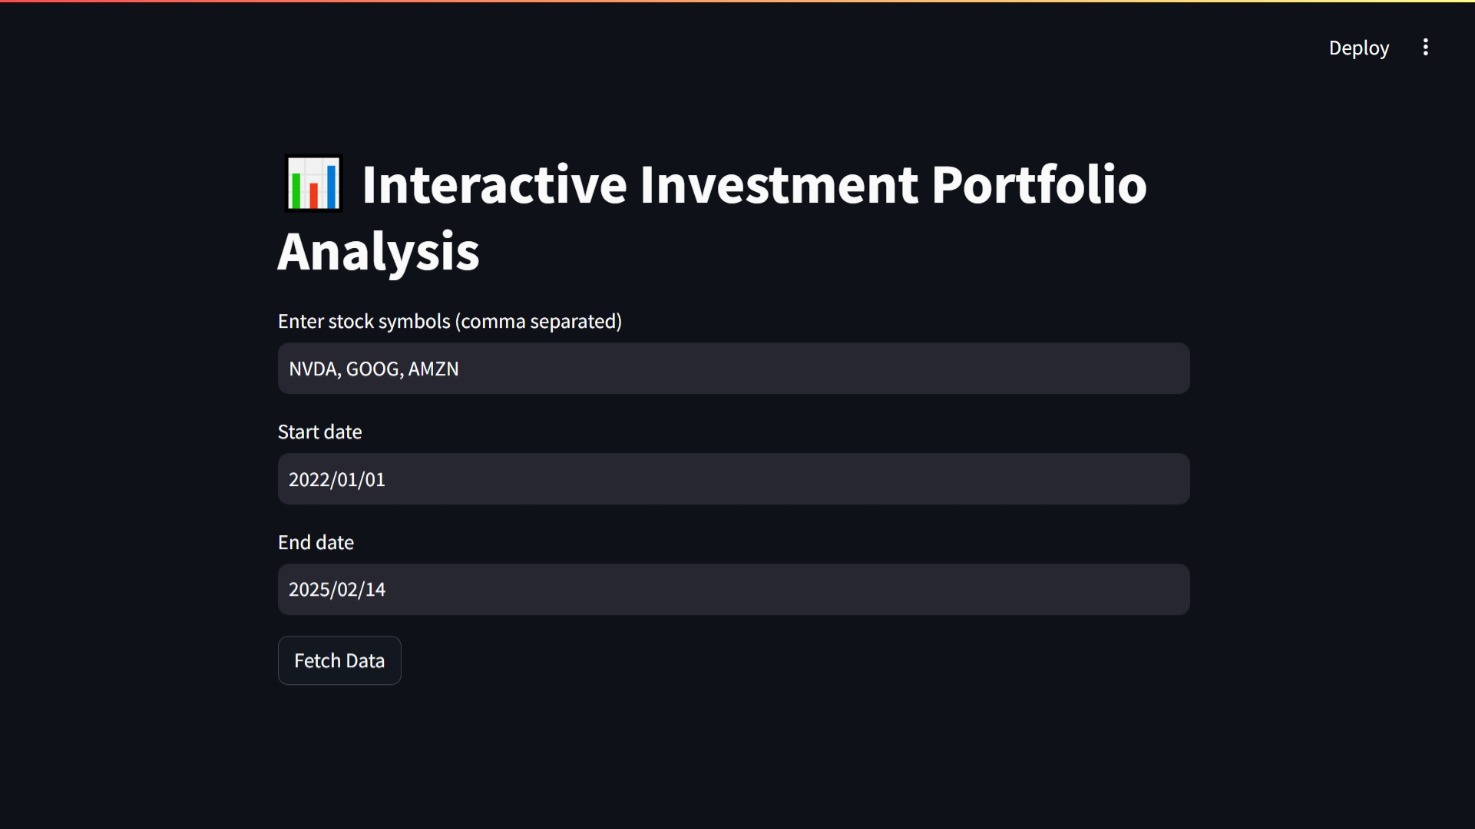 Deploy
Interactive Investment Portfolio
Analysis
Enter stock symbols (comma separated)
NVDA, GOOG, AMZN
Start date
2022/01/01
End date
2025/02/14
Fetch Data